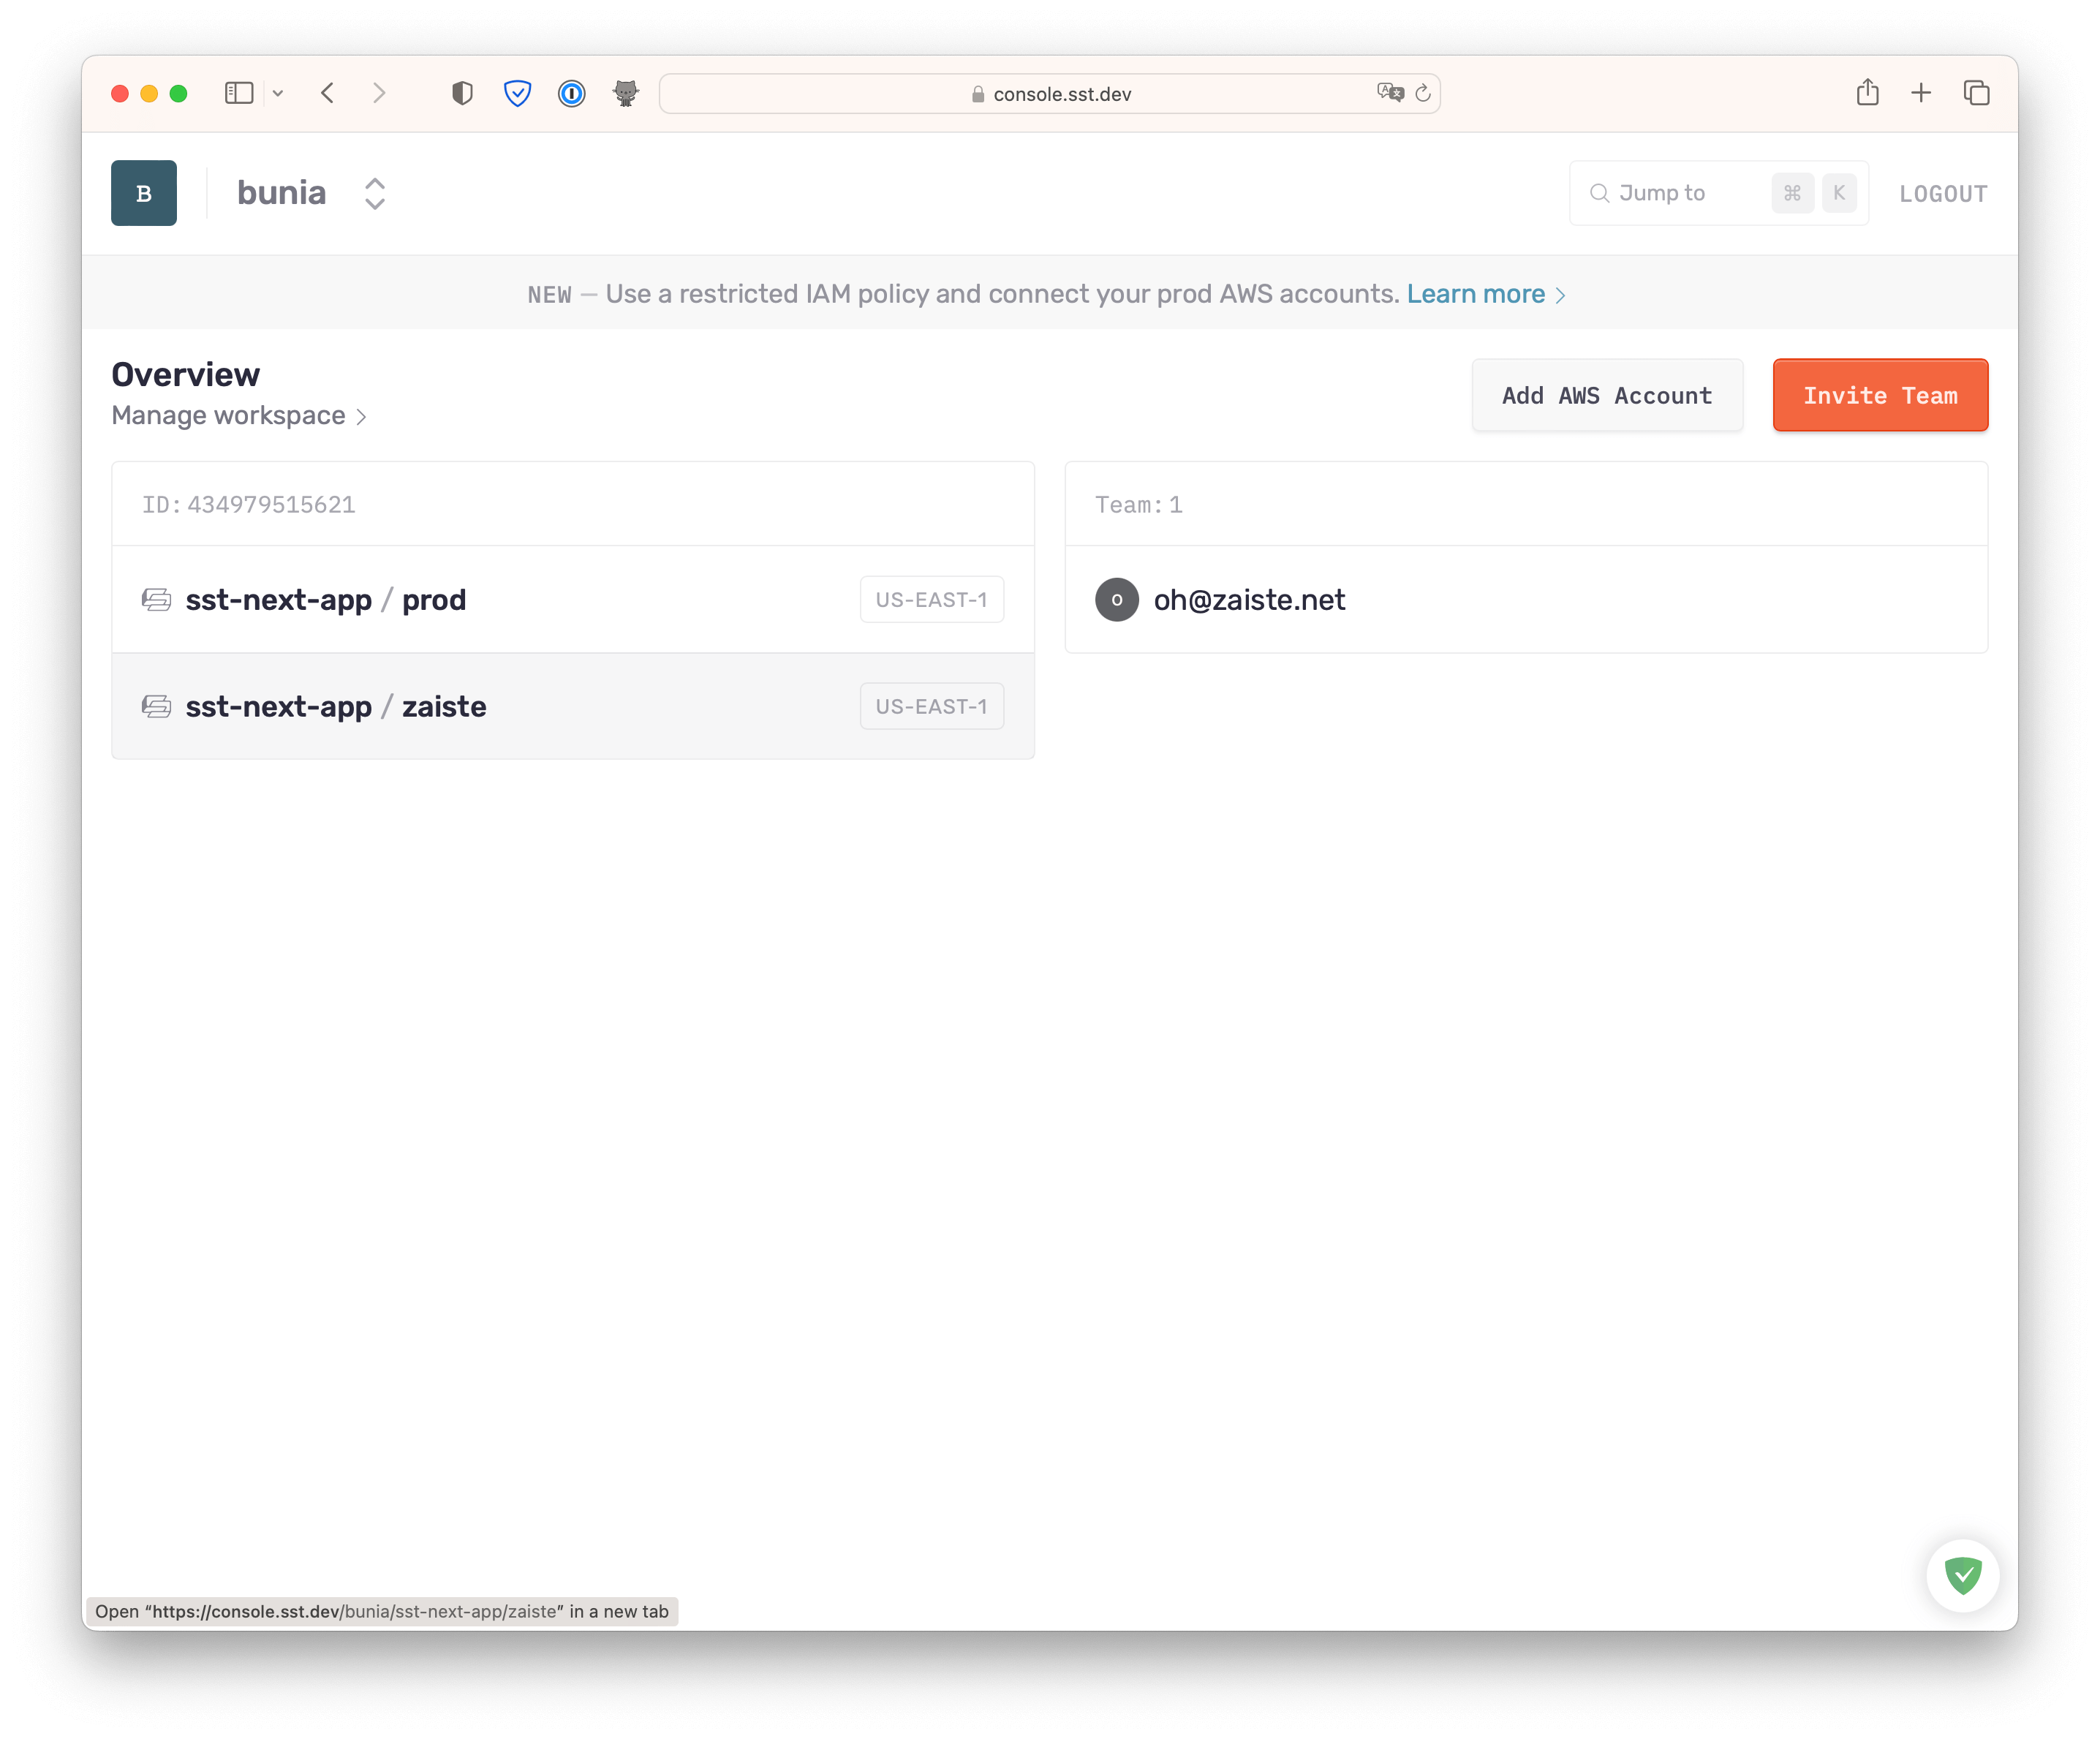 console.sst.dev
B
bunia
Jump to
⌘ K
LOGOUT
NEW — Use a restricted IAM policy and connect your prod AWS accounts. Learn more
Overview
Manage workspace
Add AWS Account
Invite Team
ID: 434979515621
sst-next-app / prod
US-EAST-1
sst-next-app / zaiste
US-EAST-1
Team: 1
O
oh@zaiste.net
Open “https://console.sst.dev/bunia/sst-next-app/zaiste” in a new tab